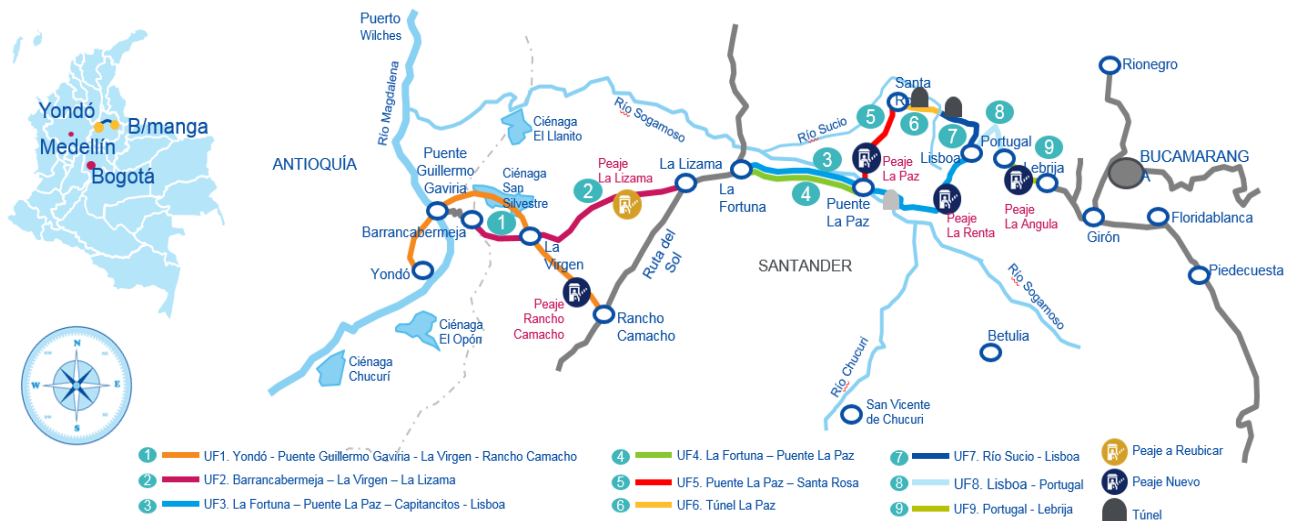 Yondó
B/manga
Medellín
Bogotá
Puerto
Wilches
Río Magdalena
ANTIOQUÍA
Puente
Guillermo
Gaviria
Ciénaga
El Llanito
Ciénaga
San
Silvestre
Barrancabermeja
Yondó
1
La
Virgen
2
Peaje
La Lizama
La Lizama
Río Sogamoso
Ruta del
Sol
Peaje
Rancho
Camacho
Rancho
Camacho
Ciénaga
El Opón
Ciénaga
Chucurí
La
Fortuna
3
4
Puente
La Paz
Río Sucio
5
Santa
6
Peaje
La Paz
7
Lisboa
8
Portugal
9
Lebrija
Peaje
La Renta
Peaje
La Angula
SANTANDER
Río Sogamoso
Río Chucuri
Betulia
San Vicente
de Chucuri
Rionegro
BUCAMARANG
A
Girón
Floridablanca
Piedecuesta
N
W
E
S
1 UF1. Yondó - Puente Guillermo Gaviria - La Virgen - Rancho Camacho
2 UF2. Barrancabermeja – La Virgen – La Lizama
3 UF3. La Fortuna – Puente La Paz – Capitancitos - Lisboa
4 UF4. La Fortuna – Puente La Paz
5 UF5. Puente La Paz – Santa Rosa
6 UF6. Túnel La Paz
7 UF7. Río Sucio - Lisboa
8 UF8. Lisboa - Portugal
9 UF9. Portugal - Lebrija
Peaje a Reubicar
Peaje Nuevo
Túnel